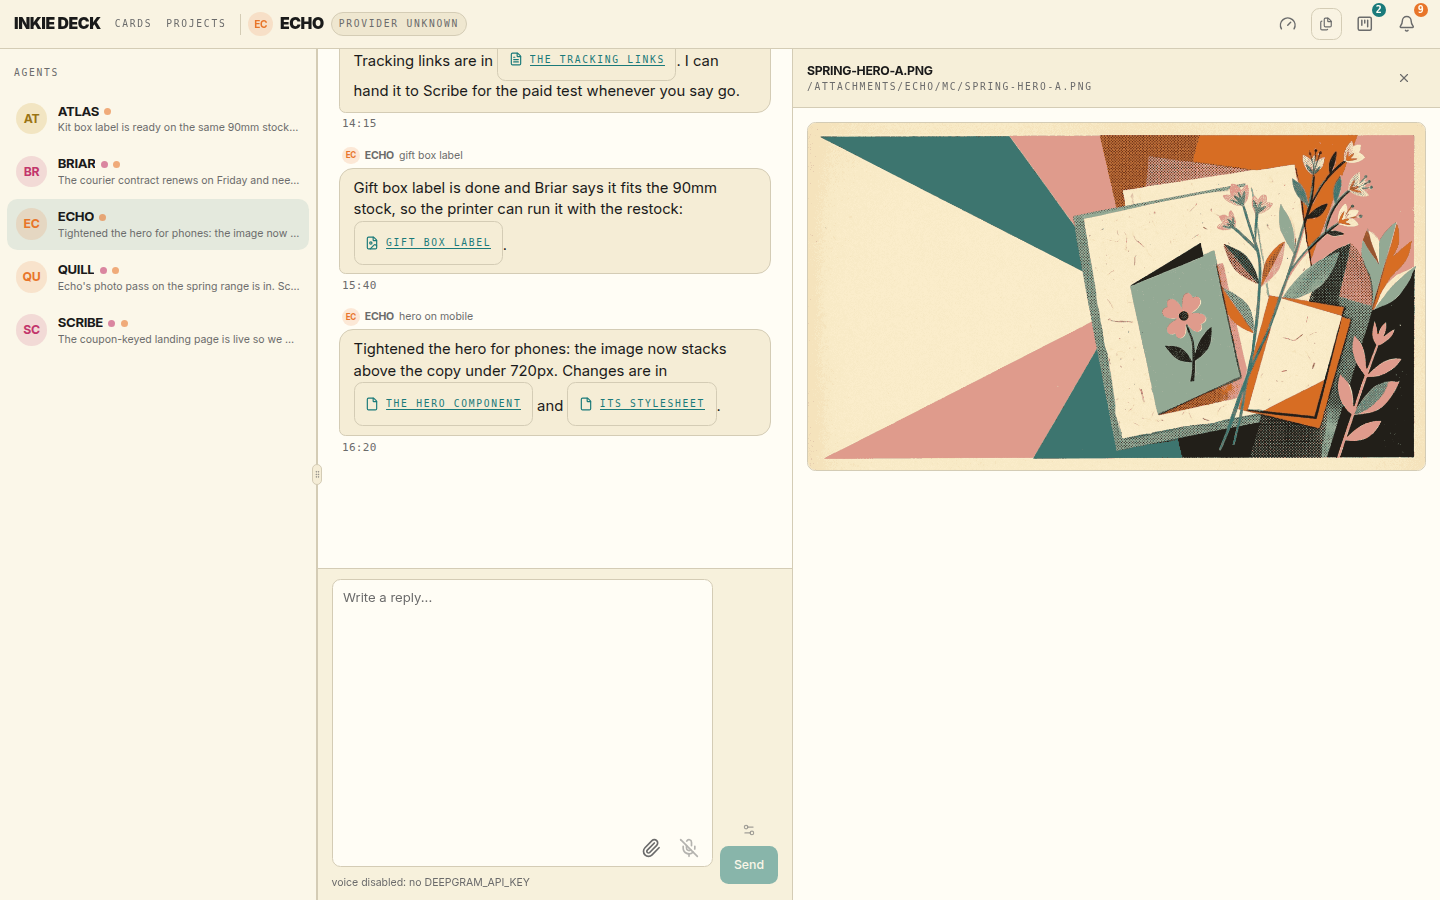 INKIE DECK CARDS PROJECTS EC ECHO PROVIDER UNKNOWN 2 9
AGENTS
AT ATLAS
Kit box label is ready on the same 90mm stock...
BR BRIAR
The courier contract renews on Friday and nee...
EC ECHO
Tightened the hero for phones: the image now ...
QU QUILL
Echo's photo pass on the spring range is in. Sc...
SC SCRIBE
The coupon-keyed landing page is live so we ...
Tracking links are in THE TRACKING LINKS. I can
hand it to Scribe for the paid test whenever you say go.
14:15
EC ECHO gift box label
Gift box label is done and Briar says it fits the 90mm
stock, so the printer can run it with the restock:
GIFT BOX LABEL.
15:40
EC ECHO hero on mobile
Tightened the hero for phones: the image now stacks
above the copy under 720px. Changes are in
THE HERO COMPONENT and ITS STYLESHEET.
16:20
Write a reply...
Send
voice disabled: no DEEPGRAM_API_KEY
SPRING-HERO-A.PNG
/ATTACHMENTS/ECHO/MC/SPRING-HERO-A.PNG